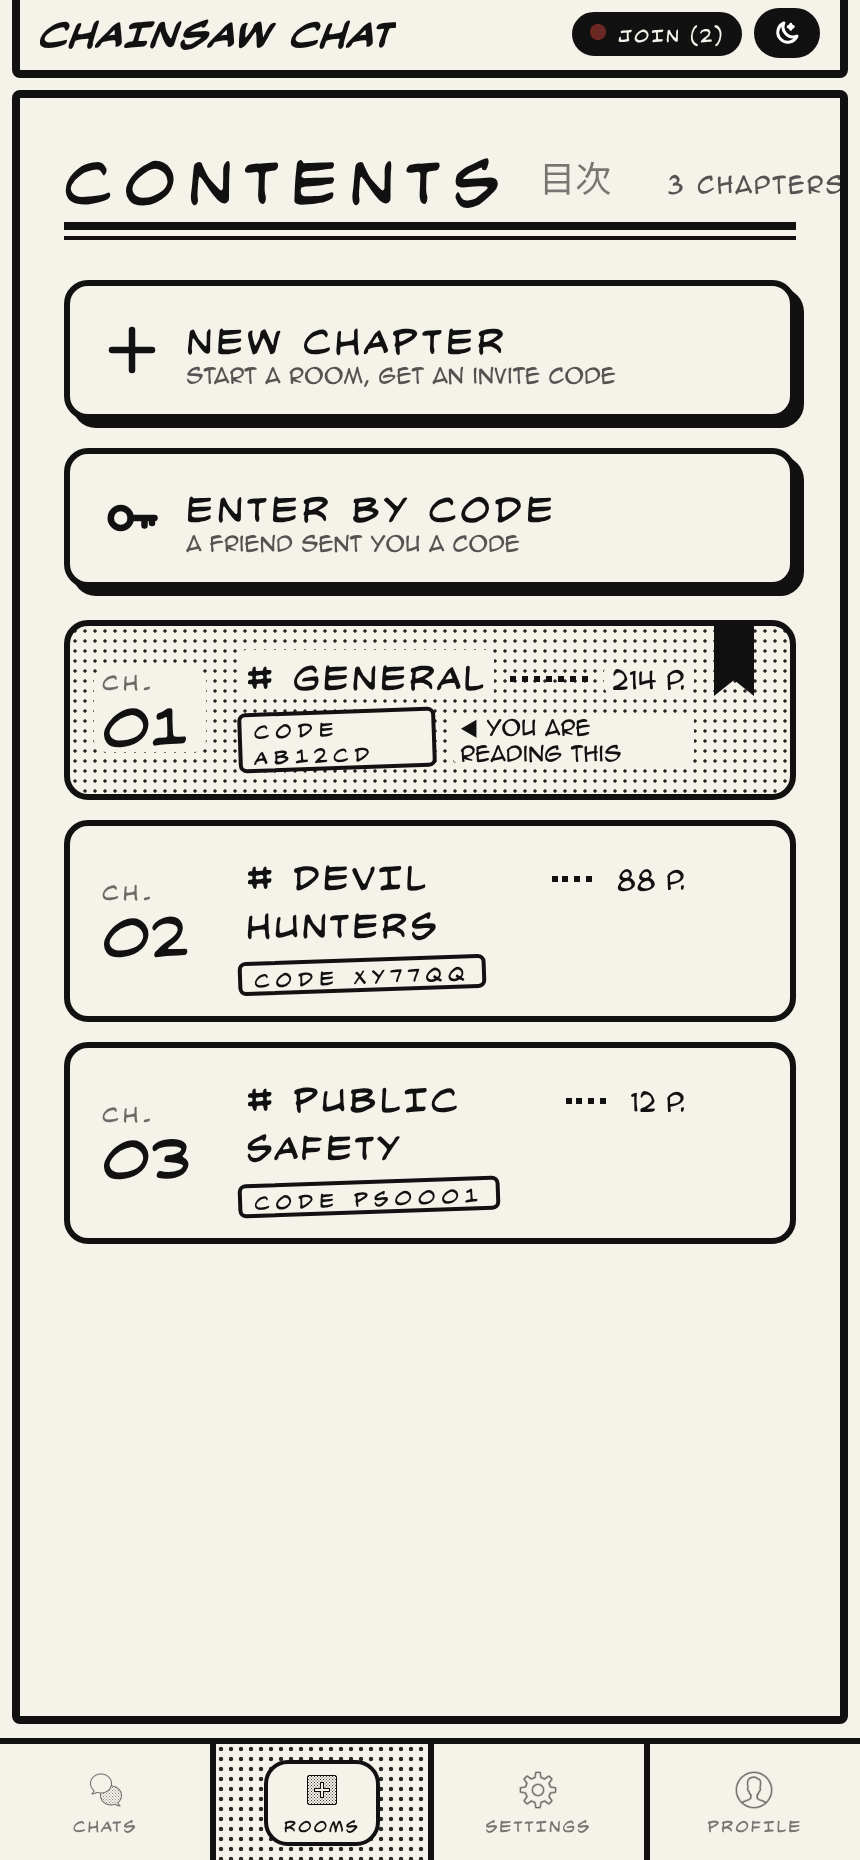 CHAINSAW CHAT
JOIN (2)
CONTENTS 目次 3 CHAPTERS
NEW CHAPTER
START A ROOM, GET AN INVITE CODE
ENTER BY CODE
A FRIEND SENT YOU A CODE
CH.
01
# GENERAL 214 P.
CODE
AB12CD
◀ YOU ARE
READING THIS
CH.
02
# DEVIL
HUNTERS
88 P.
CODE XY77QQ
CH.
03
# PUBLIC
SAFETY
12 P.
CODE PS0001
CHATS
ROOMS
SETTINGS
PROFILE